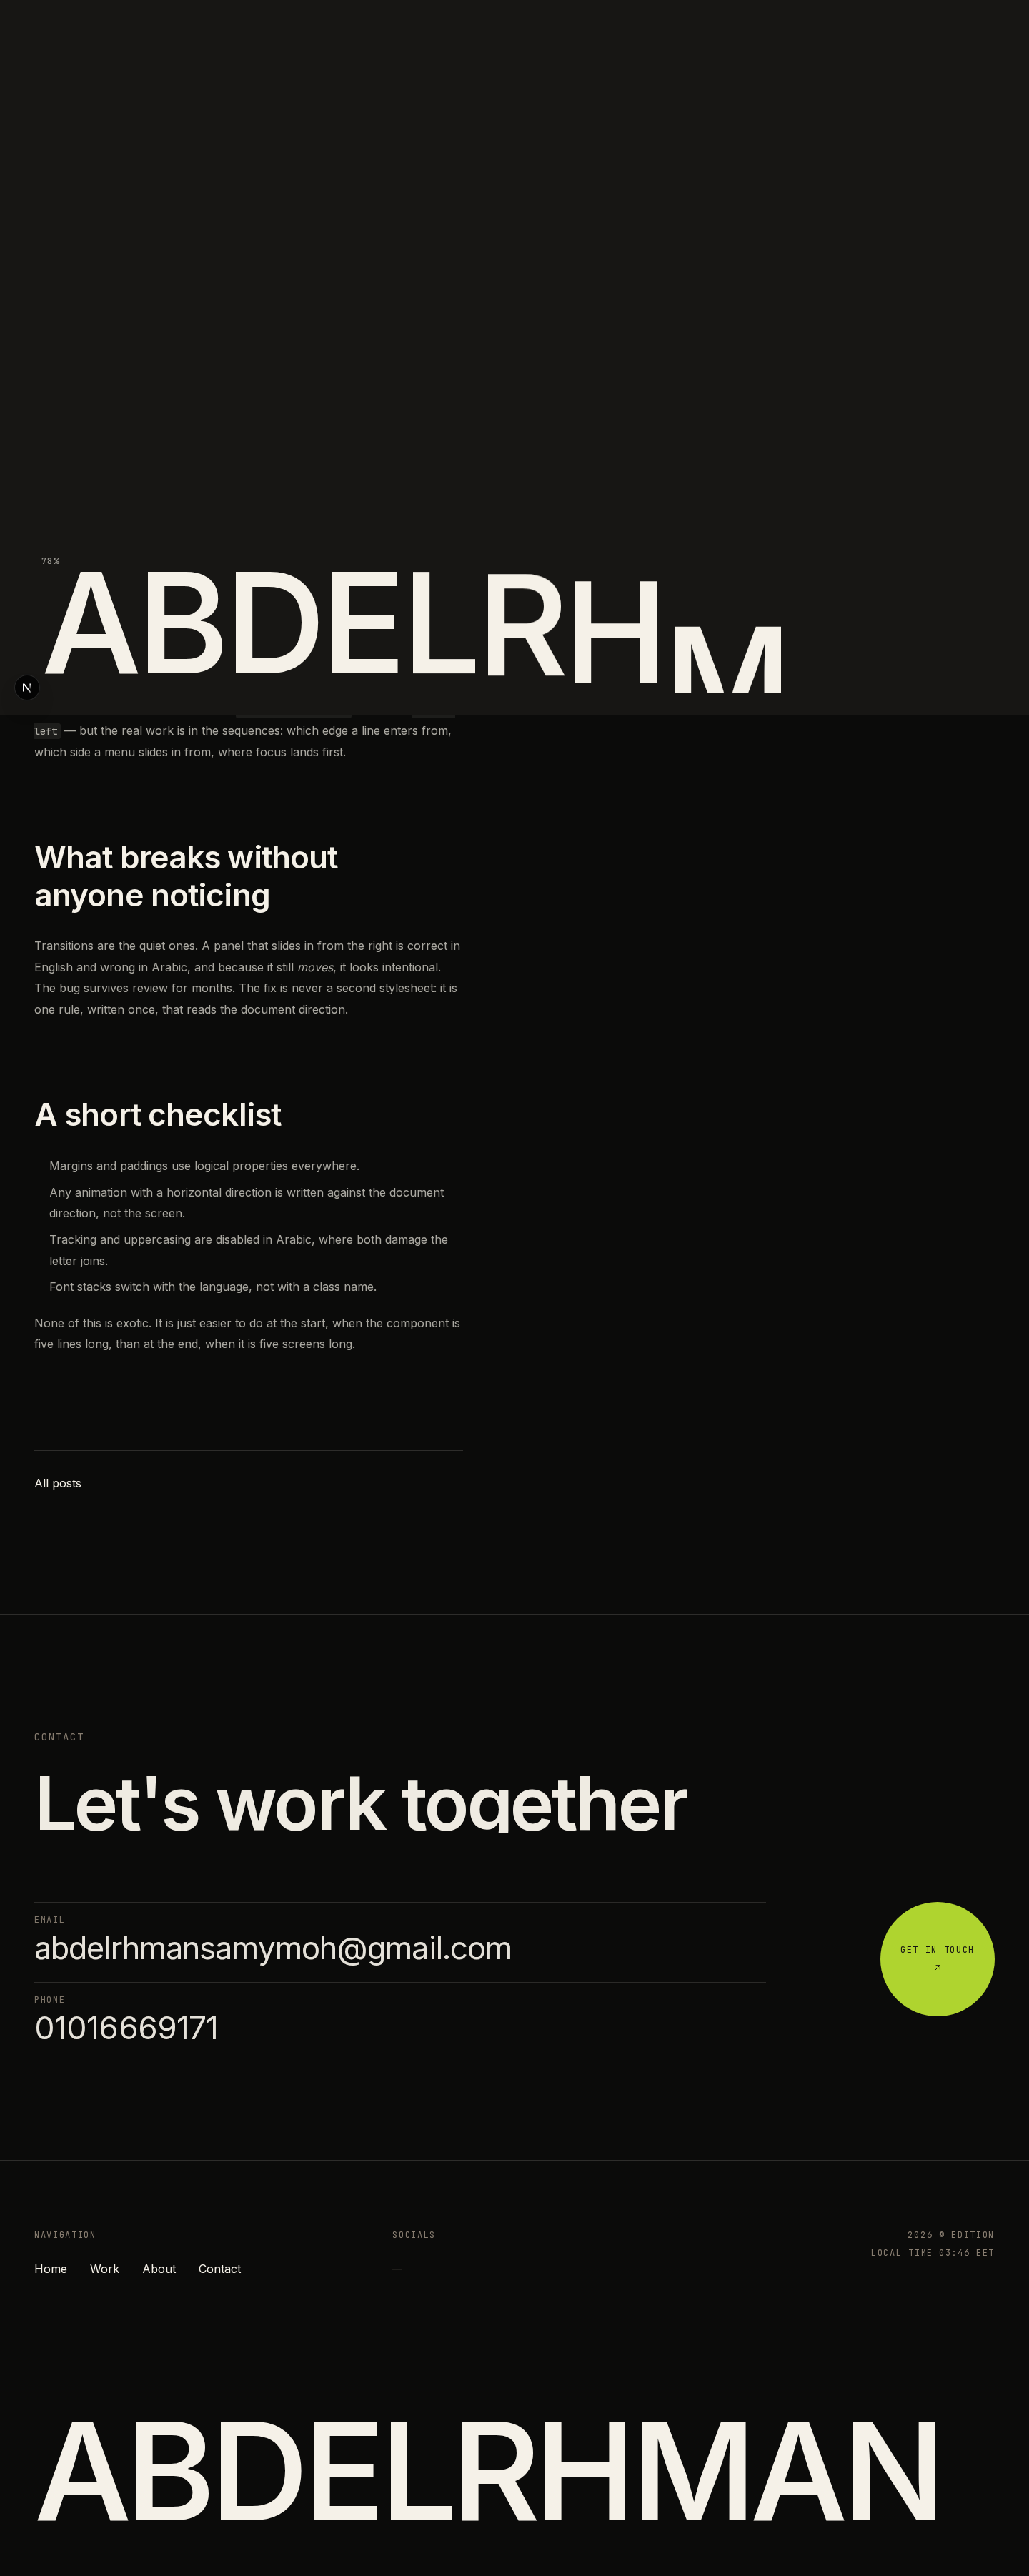 78%
ABDELRHM
left — but the real work is in the sequences: which edge a line enters from,
which side a menu slides in from, where focus lands first.
What breaks without
anyone noticing
Transitions are the quiet ones. A panel that slides in from the right is correct in
English and wrong in Arabic, and because it still moves, it looks intentional.
The bug survives review for months. The fix is never a second stylesheet: it is
one rule, written once, that reads the document direction.
A short checklist
Margins and paddings use logical properties everywhere.
Any animation with a horizontal direction is written against the document
direction, not the screen.
Tracking and uppercasing are disabled in Arabic, where both damage the
letter joins.
Font stacks switch with the language, not with a class name.
None of this is exotic. It is just easier to do at the start, when the component is
five lines long, than at the end, when it is five screens long.
All posts
CONTACT
Let's work together
EMAIL
abdelrhmansamymoh@gmail.com
GET IN TOUCH ↗
PHONE
01016669171
NAVIGATION
Home Work About Contact
SOCIALS
—
2026 © EDITION
LOCAL TIME 03:46 EET
ABDELRHMAN